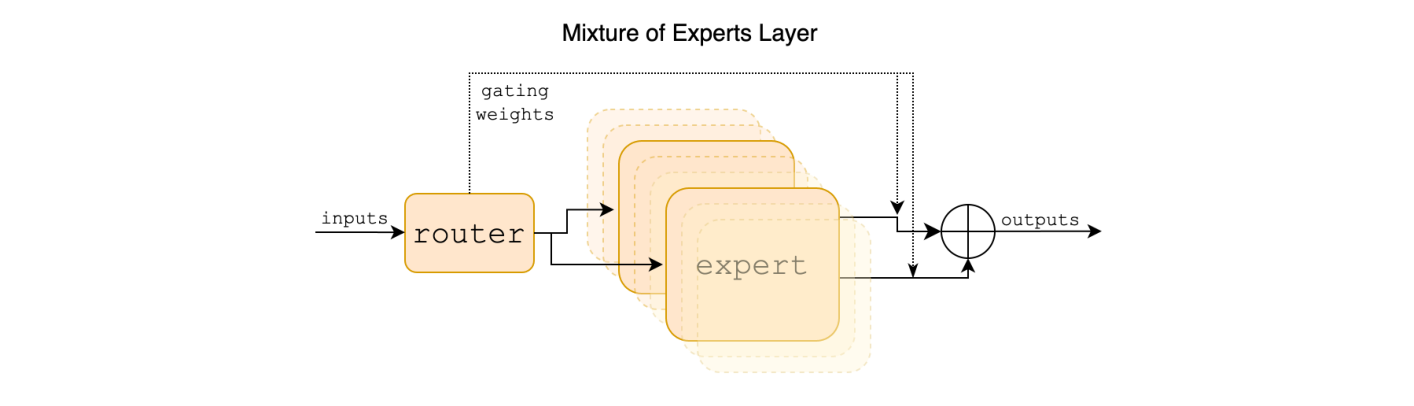 Mixture of Experts Layer
gating
weights
inputs
router
expert
outputs